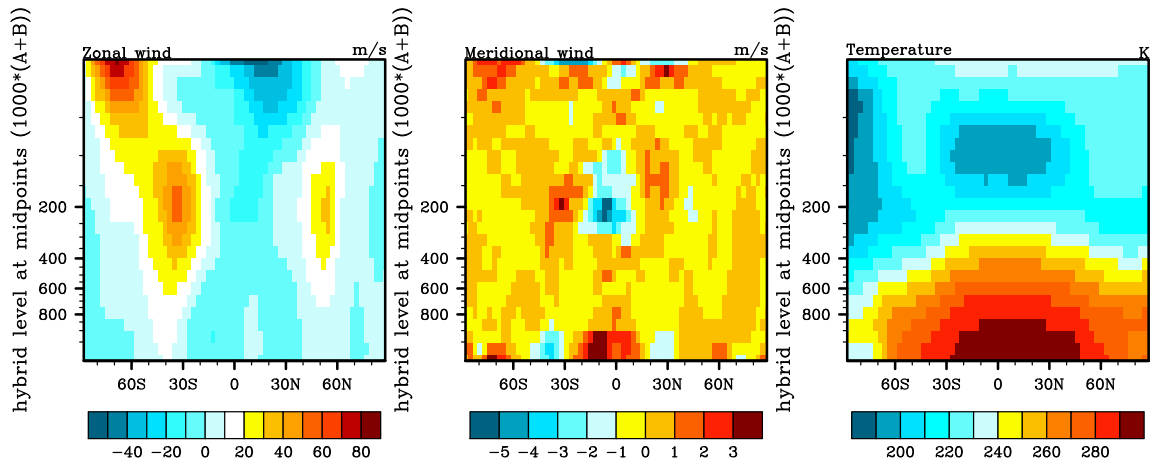 Zonal wind m/s
hybrid level at midpoints (1000*(A+B))
200
400
600
800
60S 30S 0 30N 60N
-40 -20 0 20 40 60 80
Meridional wind m/s
hybrid level at midpoints (1000*(A+B))
200
400
600
800
60S 30S 0 30N 60N
-5 -4 -3 -2 -1 0 1 2 3
Temperature K
hybrid level at midpoints (1000*(A+B))
200
400
600
800
60S 30S 0 30N 60N
200 220 240 260 280